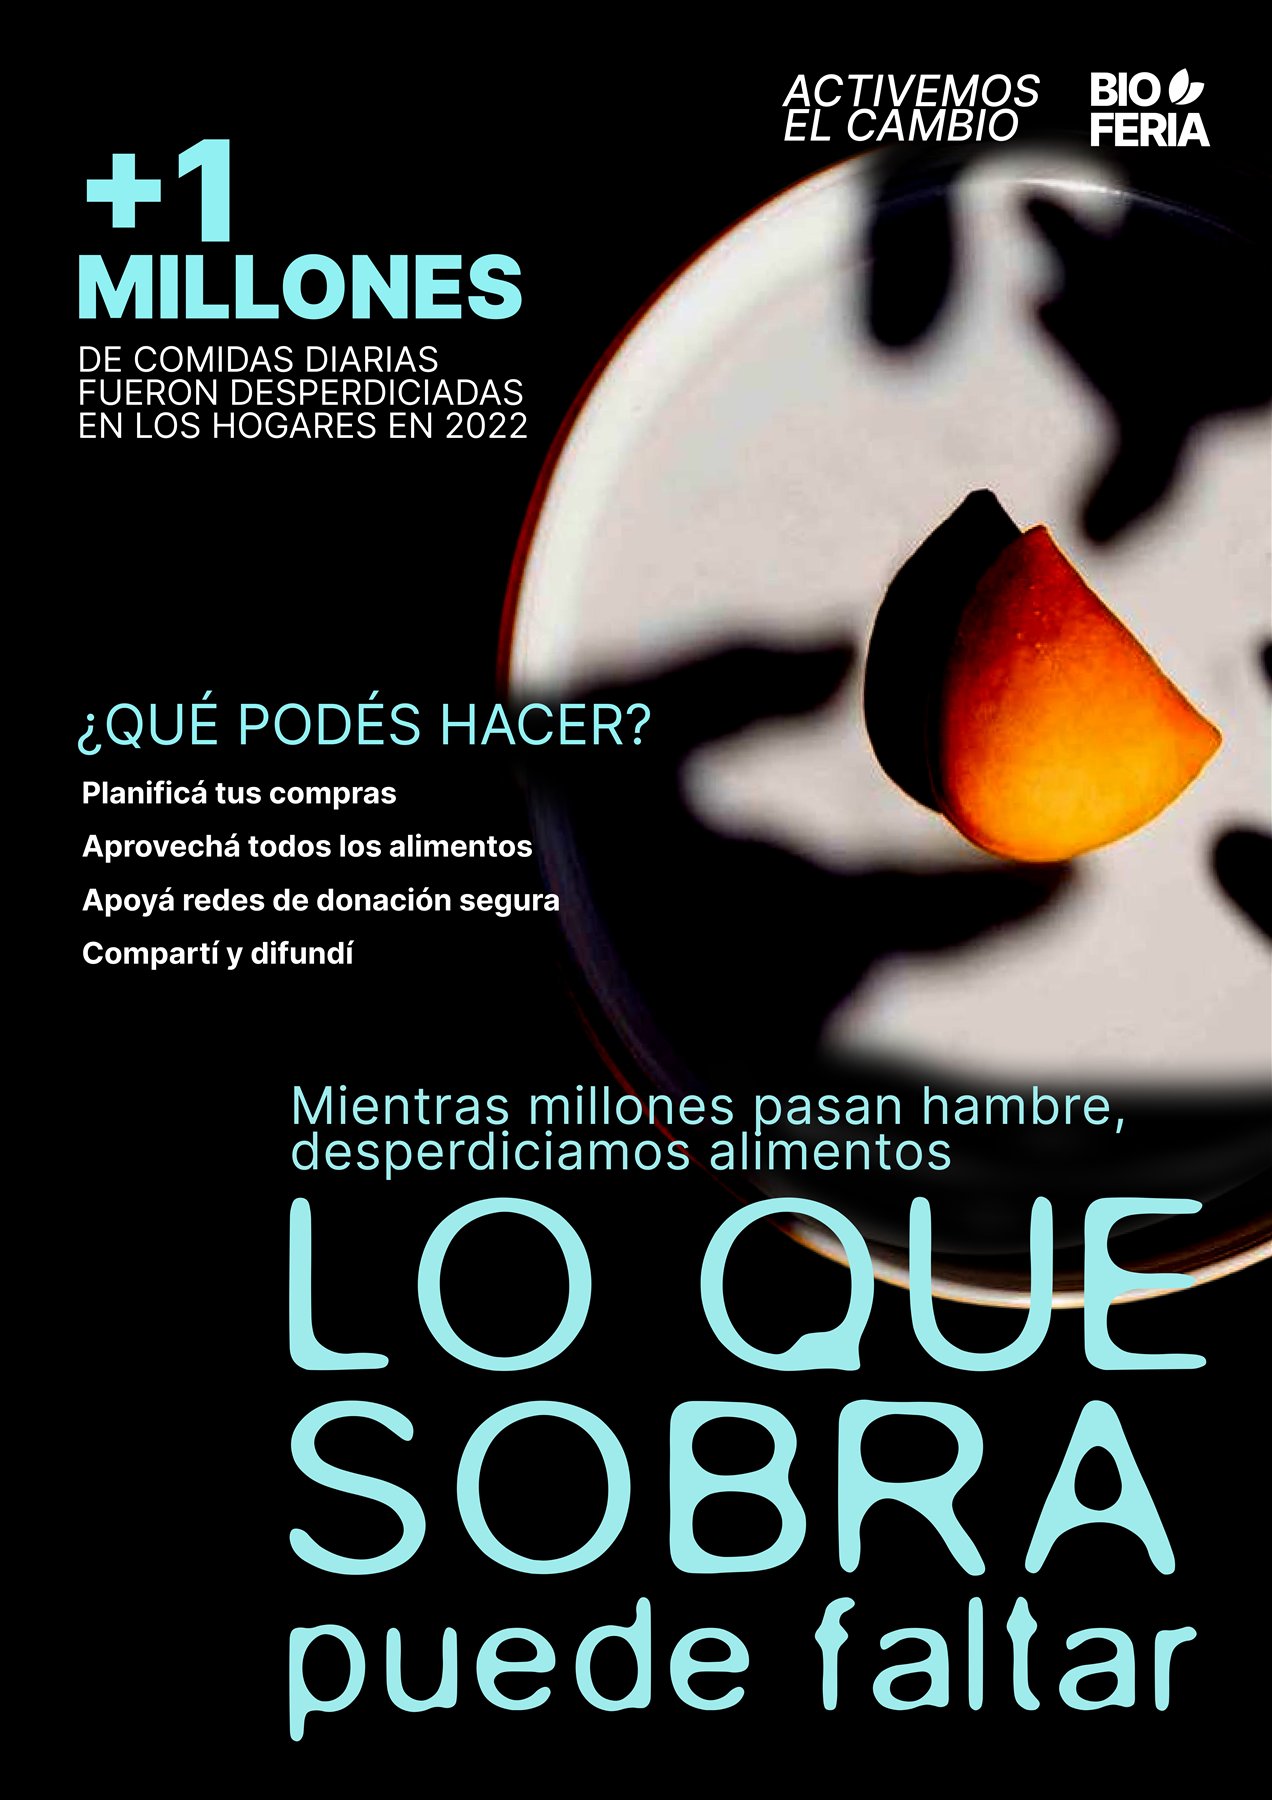 ACTIVEMOS
EL CAMBIO
BIO
FERIA
+1
MILLONES
DE COMIDAS DIARIAS
FUERON DESPERDICIADAS
EN LOS HOGARES EN 2022
¿QUÉ PODÉS HACER?
Planificá tus compras
Aprovechá todos los alimentos
Apoyá redes de donación segura
Compartí y difundí
Mientras millones pasan hambre,
desperdiciamos alimentos
LO QUE
SOBRA
puede faltar